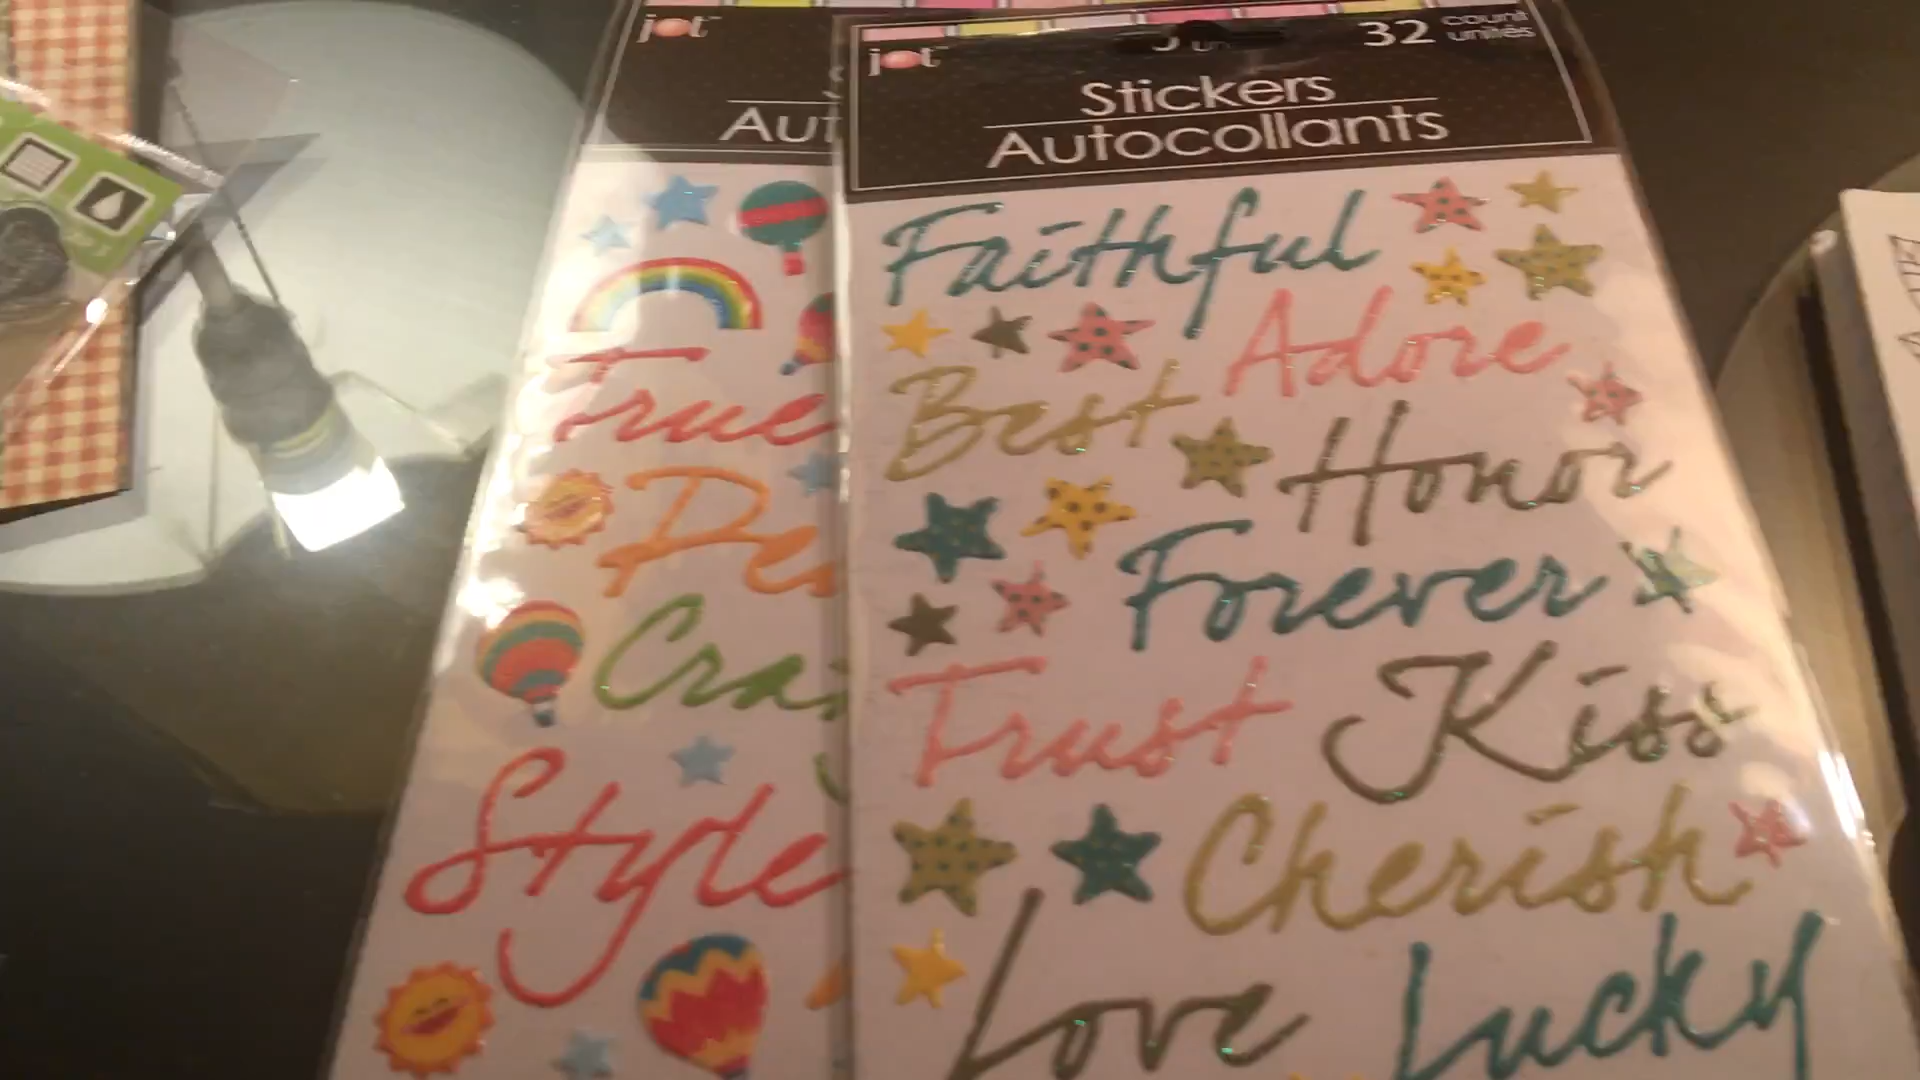 jot
Aut
True
Style
jot
32 count
unités
Stickers
Autocollants
Faithful
Adore
Best
Honor
Forever
Trust
Kiss
Cherish
Love
Lucky